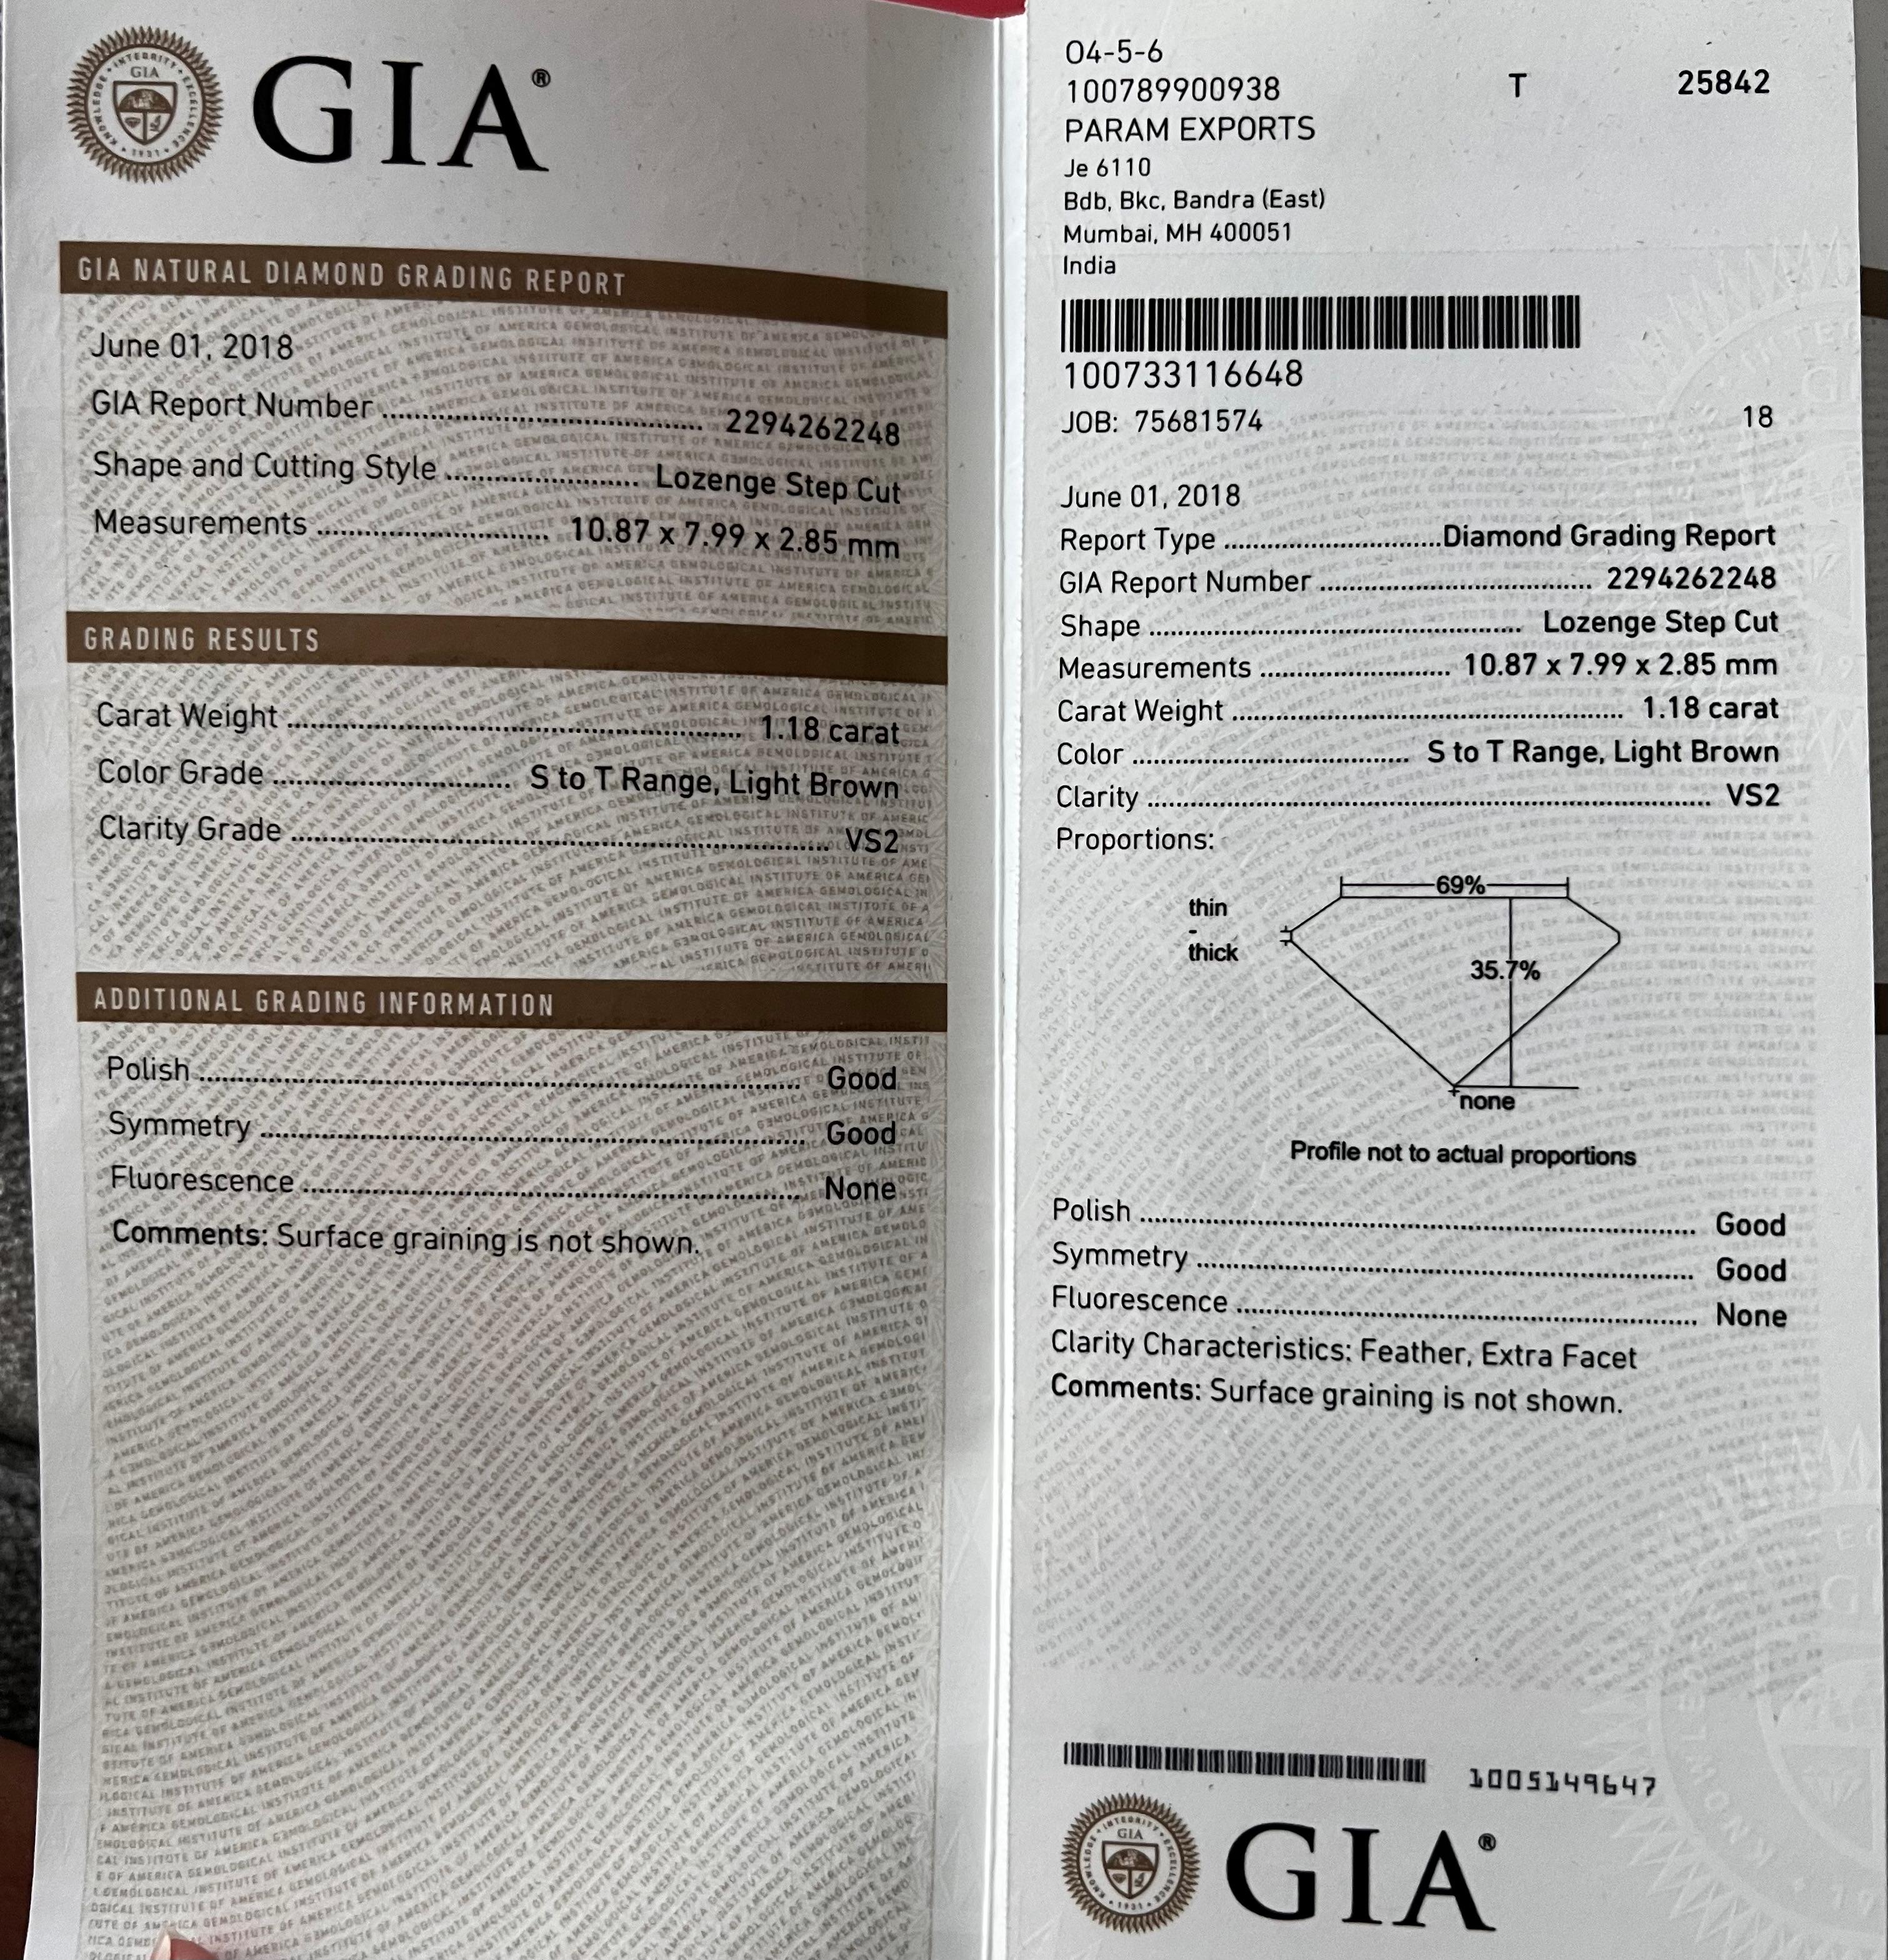 GIA®
GIA NATURAL DIAMOND GRADING REPORT
June 01, 2018
GIA Report Number .......... 2294262248
Shape and Cutting Style .......... Lozenge Step Cut
Measurements .......... 10.87 x 7.99 x 2.85 mm
GRADING RESULTS
Carat Weight .......... 1.18 carat
Color Grade .......... S to T Range, Light Brown
Clarity Grade .......... VS2
ADDITIONAL GRADING INFORMATION
Polish .......... Good
Symmetry .......... Good
Fluorescence .......... None
Comments: Surface graining is not shown.
04-5-6
100789900938 T 25842
PARAM EXPORTS
Je 6110
Bdb, Bkc, Bandra (East)
Mumbai, MH 400051
India
100733116648
JOB: 75681574 18
June 01, 2018
Report Type .......... Diamond Grading Report
GIA Report Number .......... 2294262248
Shape .......... Lozenge Step Cut
Measurements .......... 10.87 x 7.99 x 2.85 mm
Carat Weight .......... 1.18 carat
Color .......... S to T Range, Light Brown
Clarity .......... VS2
Proportions:
69%
thin
-
thick
35.7%
none
Profile not to actual proportions
Polish .......... Good
Symmetry .......... Good
Fluorescence .......... None
Clarity Characteristics: Feather, Extra Facet
Comments: Surface graining is not shown.
1005149647
GIA®